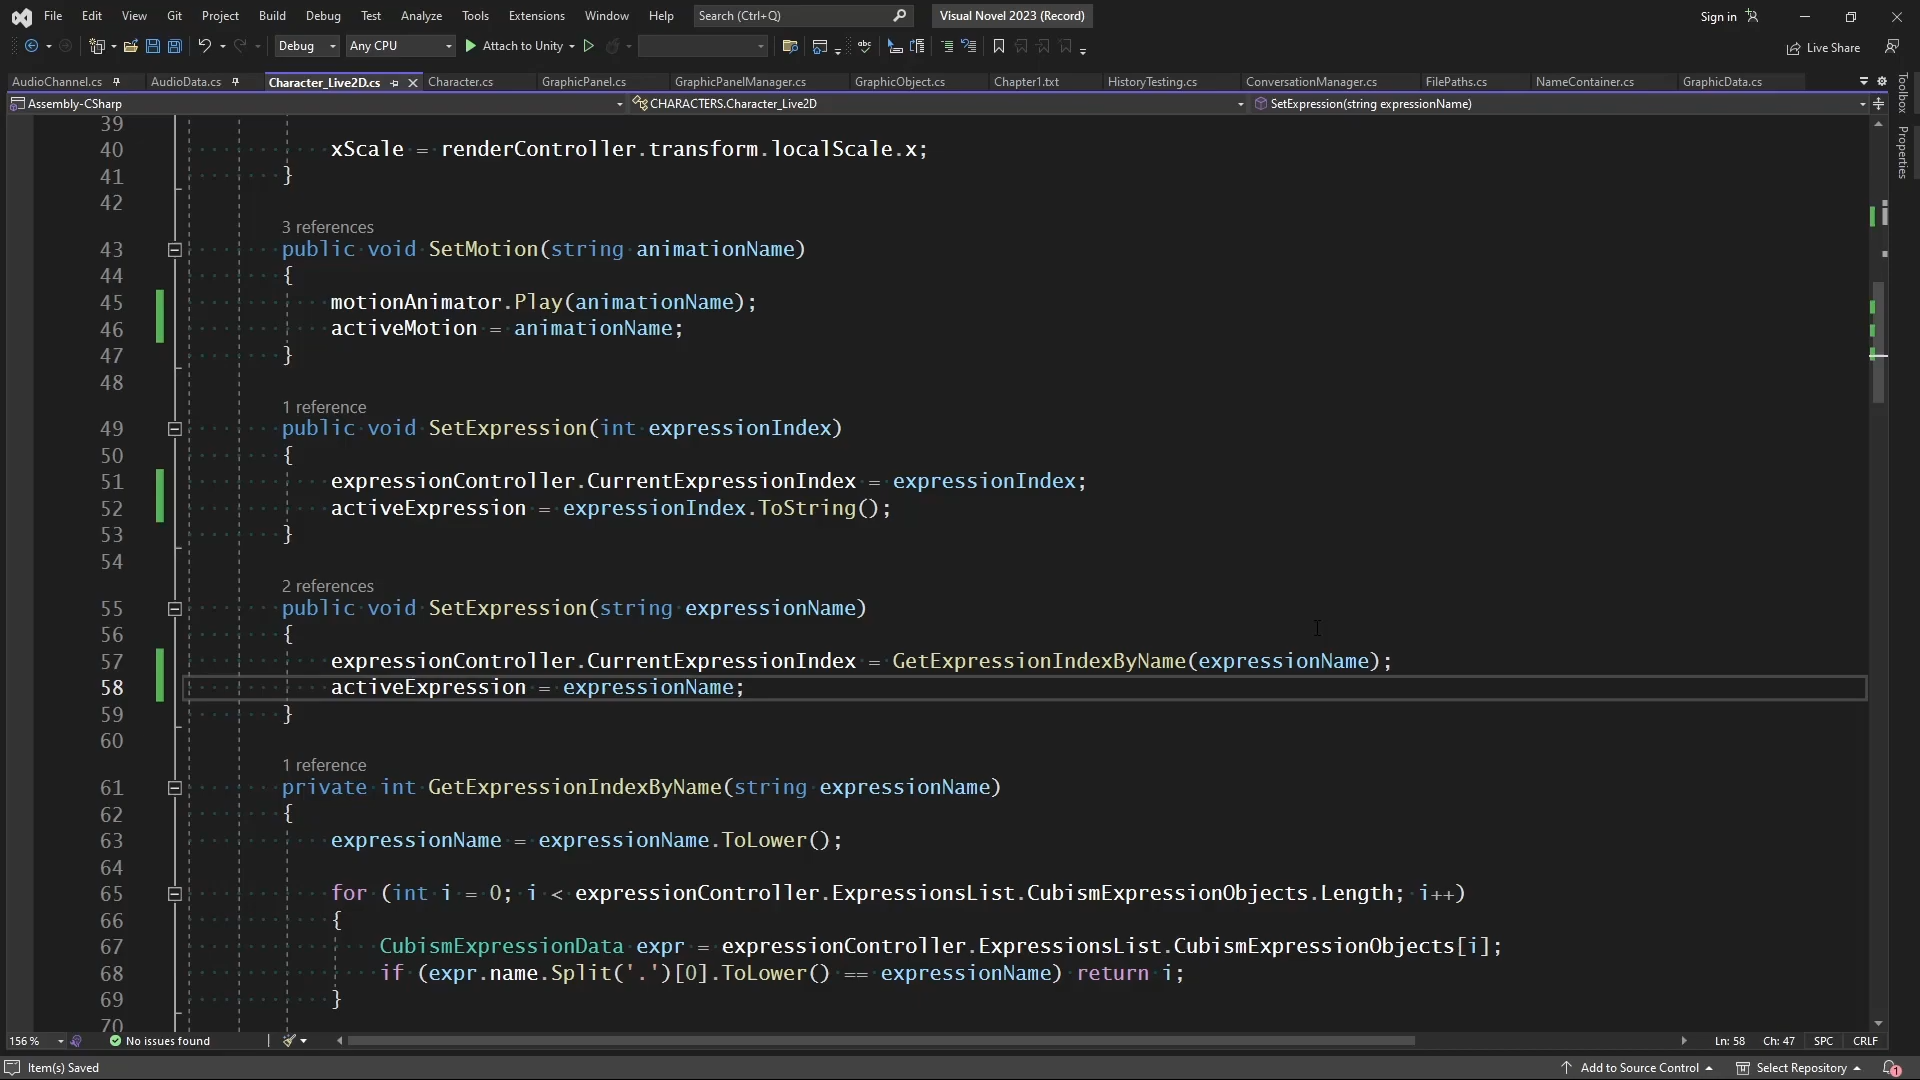 File Edit View Git Project Build Debug Test Analyze Tools Extensions Window Help Search (Ctrl+Q) Visual Novel 2023 (Record) Sign in
Debug Any CPU Attach to Unity Live Share
AudioChannel.cs AudioData.cs Character_Live2D.cs Character.cs GraphicPanel.cs GraphicPanelManager.cs GraphicObject.cs Chapter1.txt HistoryTesting.cs ConversationManager.cs FilePaths.cs NameContainer.cs GraphicData.cs
Assembly-CSharp CHARACTERS.Character_Live2D SetExpression(string expressionName)
Toolbox
Properties
39
40 xScale = renderController.transform.localScale.x;
41 }
42
3 references
43 public void SetMotion(string animationName)
44 {
45 motionAnimator.Play(animationName);
46 activeMotion = animationName;
47 }
48
1 reference
49 public void SetExpression(int expressionIndex)
50 {
51 expressionController.CurrentExpressionIndex = expressionIndex;
52 activeExpression = expressionIndex.ToString();
53 }
54
2 references
55 public void SetExpression(string expressionName)
56 {
57 expressionController.CurrentExpressionIndex = GetExpressionIndexByName(expressionName);
58 activeExpression = expressionName;
59 }
60
1 reference
61 private int GetExpressionIndexByName(string expressionName)
62 {
63 expressionName = expressionName.ToLower();
64
65 for (int i = 0; i < expressionController.ExpressionsList.CubismExpressionObjects.Length; i++)
66 {
67 CubismExpressionData expr = expressionController.ExpressionsList.CubismExpressionObjects[i];
68 if (expr.name.Split('.')[0].ToLower() == expressionName) return i;
69 }
70
156 % No issues found Ln: 58 Ch: 47 SPC CRLF
Item(s) Saved Add to Source Control Select Repository 1